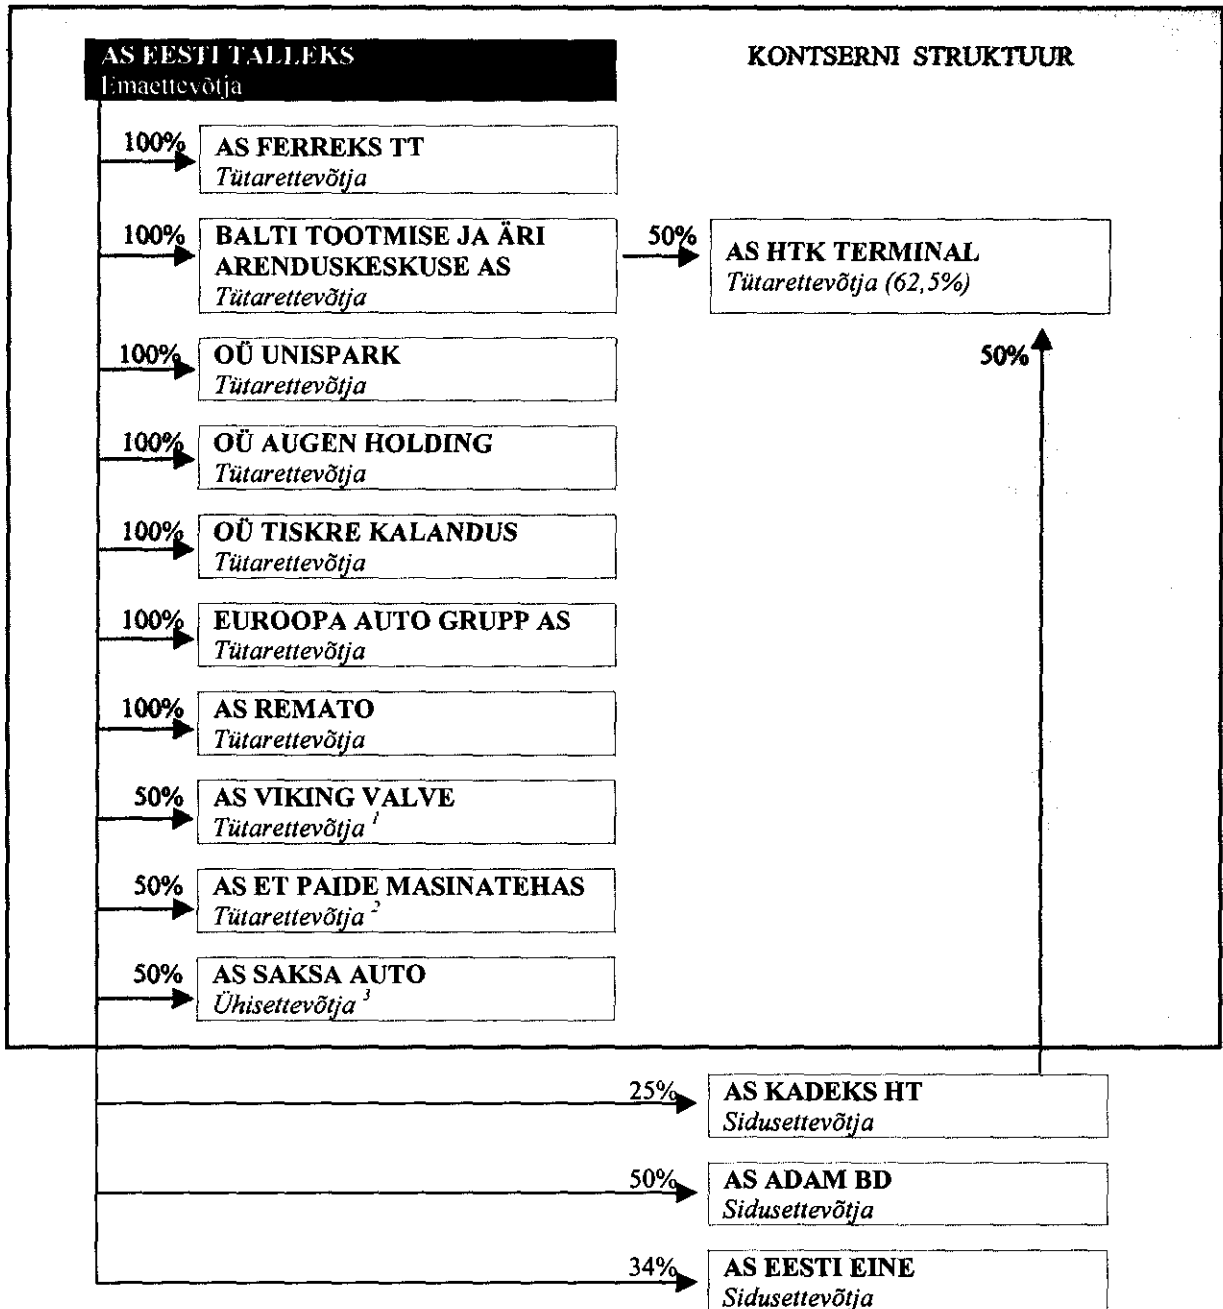 AS EESTI TALLEKS
Emaettevõtja
KONTSERNI STRUKTUUR
100%
AS FERREKS TT
Tütarettevõtja
100%
BALTI TOOTMISE JA ÄRI
ARENDUSKESKUSE AS
Tütarettevõtja
50%
AS HTK TERMINAL
Tütarettevõtja (62,5%)
100%
OÜ UNISPARK
Tütarettevõtja
50%
100%
OÜ AUGEN HOLDING
Tütarettevõtja
100%
OÜ TISKRE KALANDUS
Tütarettevõtja
100%
EUROOPA AUTO GRUPP AS
Tütarettevõtja
100%
AS REMATO
Tütarettevõtja
50%
AS VIKING VALVE
Tütarettevõtja 1
50%
AS ET PAIDE MASINATEHAS
Tütarettevõtja 2
50%
AS SAKSA AUTO
Ühisettevõtja 3
25%
AS KADEKS HT
Sidusettevõtja
50%
AS ADAM BD
Sidusettevõtja
34%
AS EESTI EINE
Sidusettevõtja